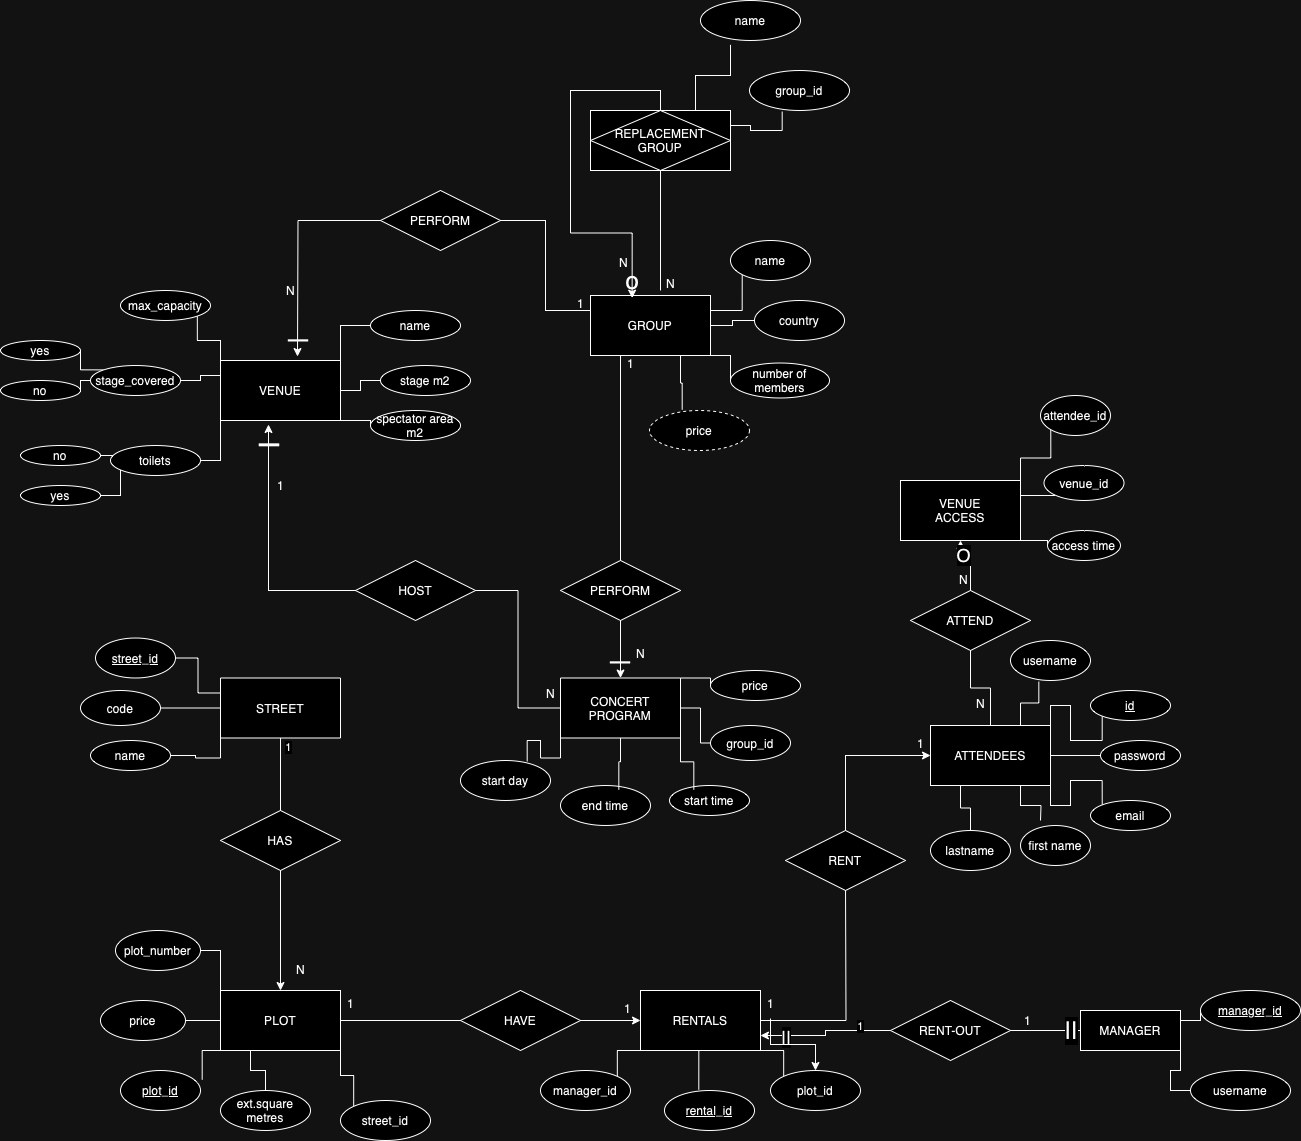 name
group_id
REPLACEMENT
GROUP
PERFORM
N
N
O
N
1
GROUP
name
country
number of
members
price
1
max_capacity
name
yes
no
stage_covered
VENUE
stage m2
spectator area
m2
no
toilets
yes
1
attendee_id
venue_id
VENUE
ACCESS
access time
O
N
HOST
PERFORM
ATTEND
N
N
N
username
street_id
code
name
STREET
1
CONCERT
PROGRAM
price
group_id
start day
end time
start time
1
ATTENDEES
id
password
email
lastname
first name
HAS
RENT
plot_number
N
price
PLOT
1
HAVE
1
RENTALS
1
1
RENT-OUT
1
MANAGER
manager_id
username
plot_id
ext.square
metres
street_id
manager_id
rental_id
plot_id